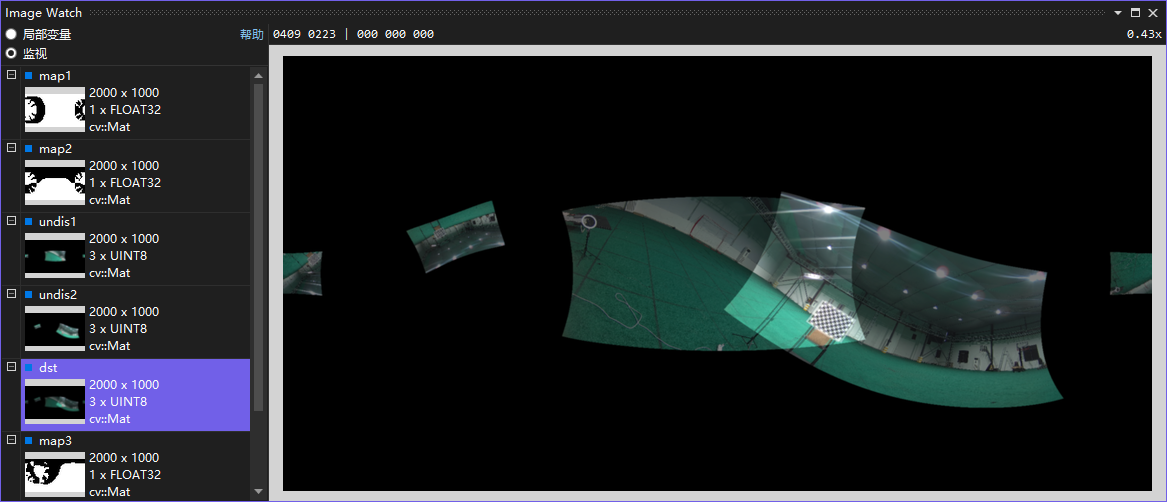 Image Watch
局部变量
帮助
0409 0223 | 000 000 000
0.43x
监视
map1
2000 x 1000
1 x FLOAT32
cv::Mat
map2
2000 x 1000
1 x FLOAT32
cv::Mat
undis1
2000 x 1000
3 x UINT8
cv::Mat
undis2
2000 x 1000
3 x UINT8
cv::Mat
dst
2000 x 1000
3 x UINT8
cv::Mat
map3
2000 x 1000
1 x FLOAT32
cv::Mat